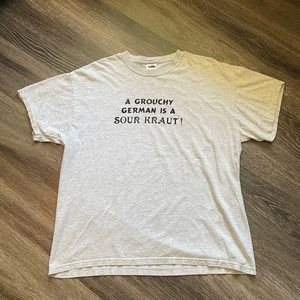 A GROUCHY
GERMAN IS A
SOUR KRAUT!